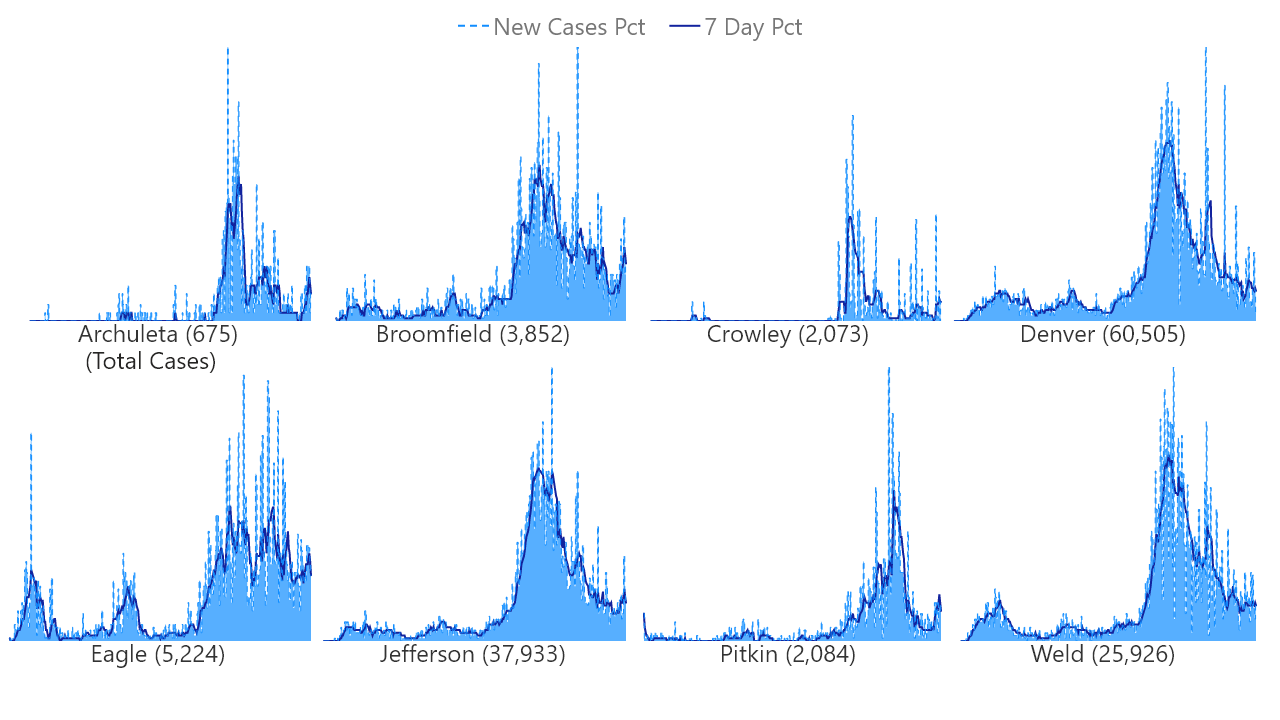 New Cases Pct 7 Day Pct
Archuleta (675)
(Total Cases)
Broomfield (3,852)
Crowley (2,073)
Denver (60,505)
Eagle (5,224)
Jefferson (37,933)
Pitkin (2,084)
Weld (25,926)